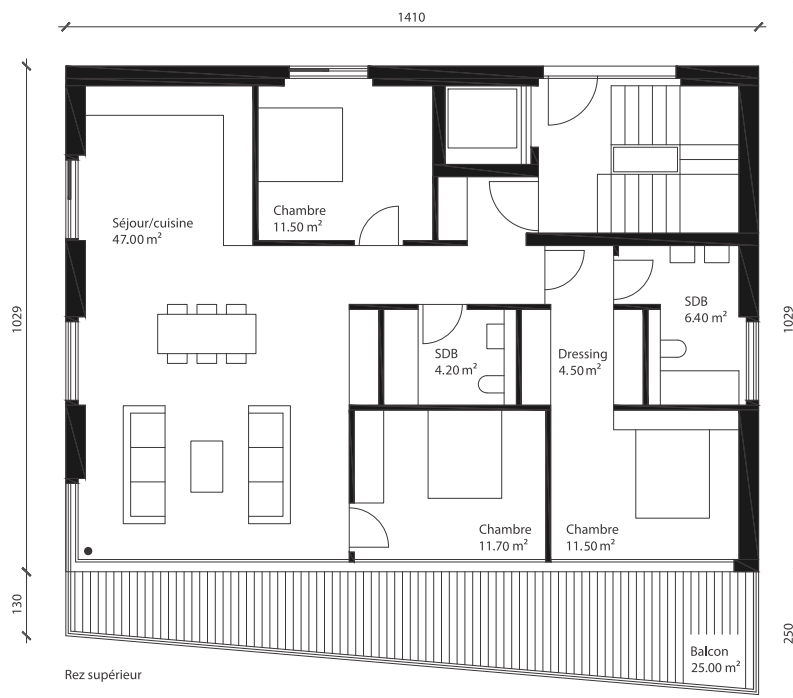 1410
Chambre
11.50 m²
Séjour/cuisine
47.00 m²
1029
1029
SDB
6.40 m²
SDB
4.20 m²
Dressing
4.50 m²
Chambre
11.70 m²
Chambre
11.50 m²
130
250
Balcon
25.00 m²
Rez supérieur